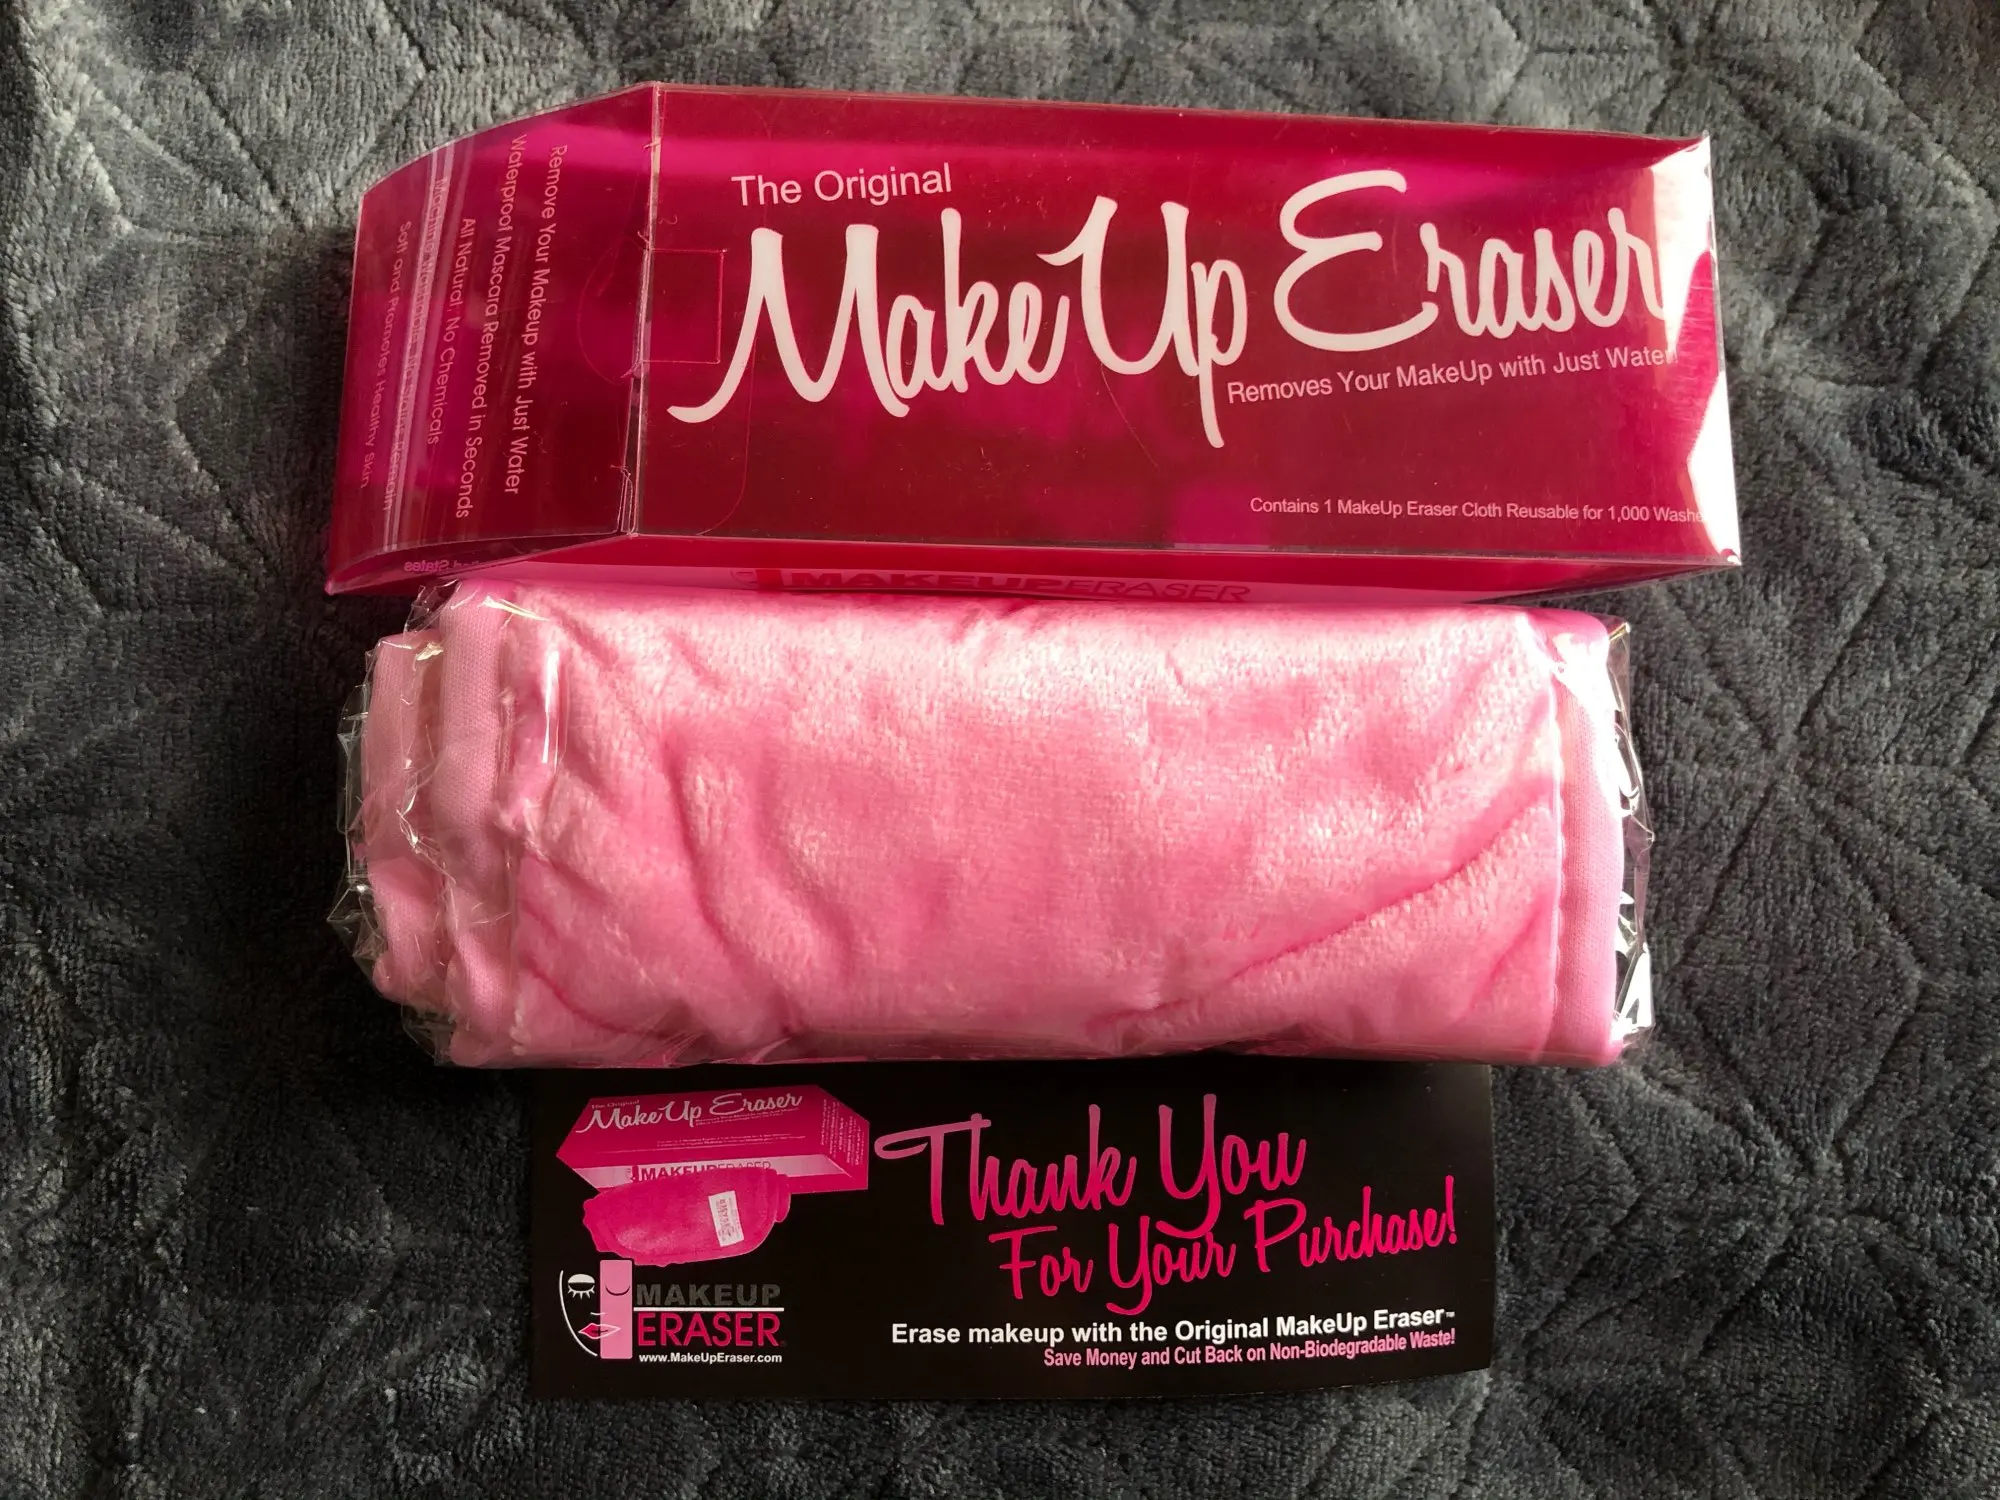 The Original
MakeUp Eraser
Removes Your MakeUp with Just Water!
Contains 1 MakeUp Eraser Cloth Reusable for 1,000 Washe
Remove Your Makeup with Just Water
Waterproof Mascara Removed in Seconds
All Natural, No Chemicals
Soft and Promotes Healthy Skin
States
MAKEUPERASER
The Original
MakeUp Eraser
MAKEUPERASER
Thank You
For Your Purchase!
MAKEUP
ERASER
www.MakeUpEraser.com
Erase makeup with the Original MakeUp Eraser™
Save Money and Cut Back on Non-Biodegradable Waste!